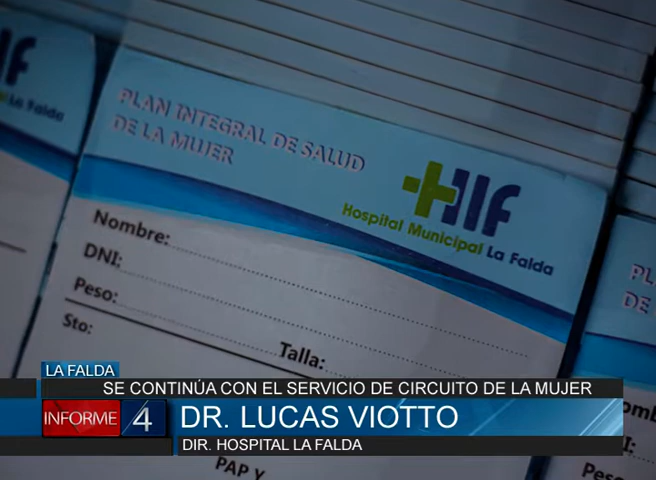 PLAN INTEGRAL DE SALUD
DE LA MUJER
Hospital Municipal La Falda
La Falda
Nombre:
DNI:
Peso:
Talla:
Sto:
LA FALDA
SE CONTINÚA CON EL SERVICIO DE CIRCUITO DE LA MUJER
INFORME 4
DR. LUCAS VIOTTO
DIR. HOSPITAL LA FALDA
PAP Y